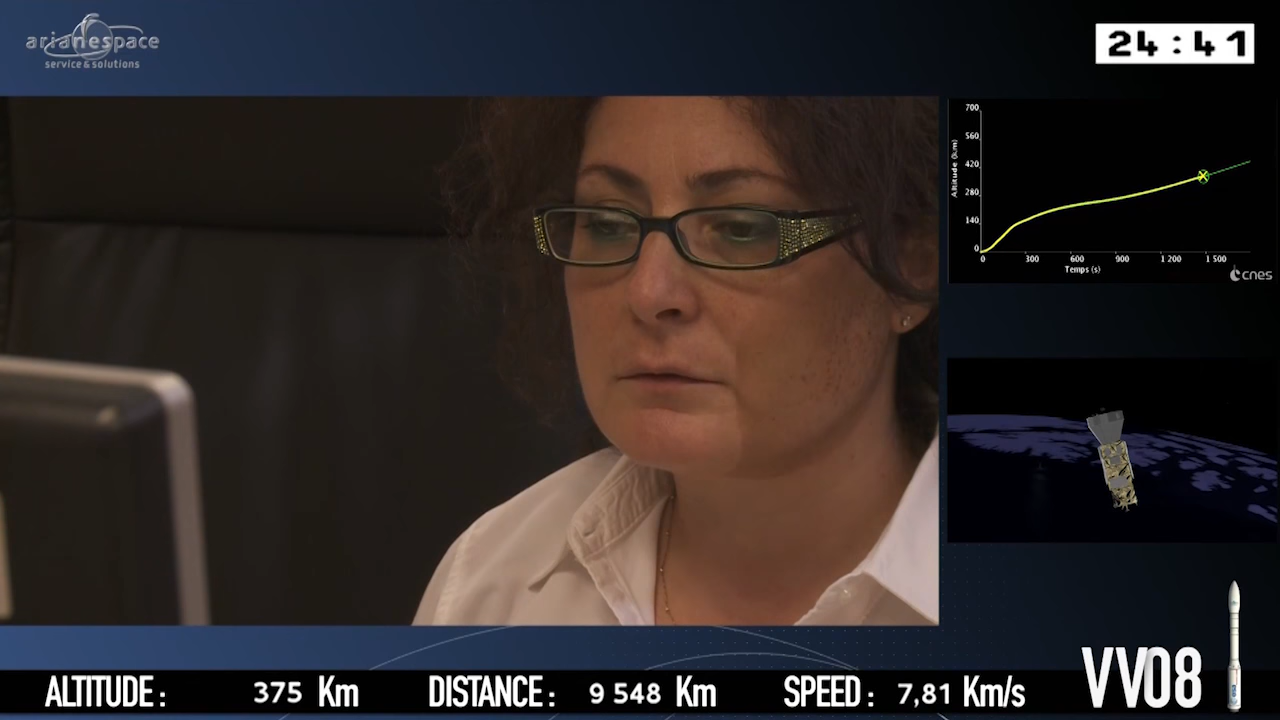 arianespace
service & solutions
24:41
700
560
420
280
140
0
Altitude (km)
0 300 600 900 1 200 1 500
Temps (s)
cnes
VV08
ALTITUDE : 375 Km DISTANCE : 9 548 Km SPEED : 7,81 Km/s